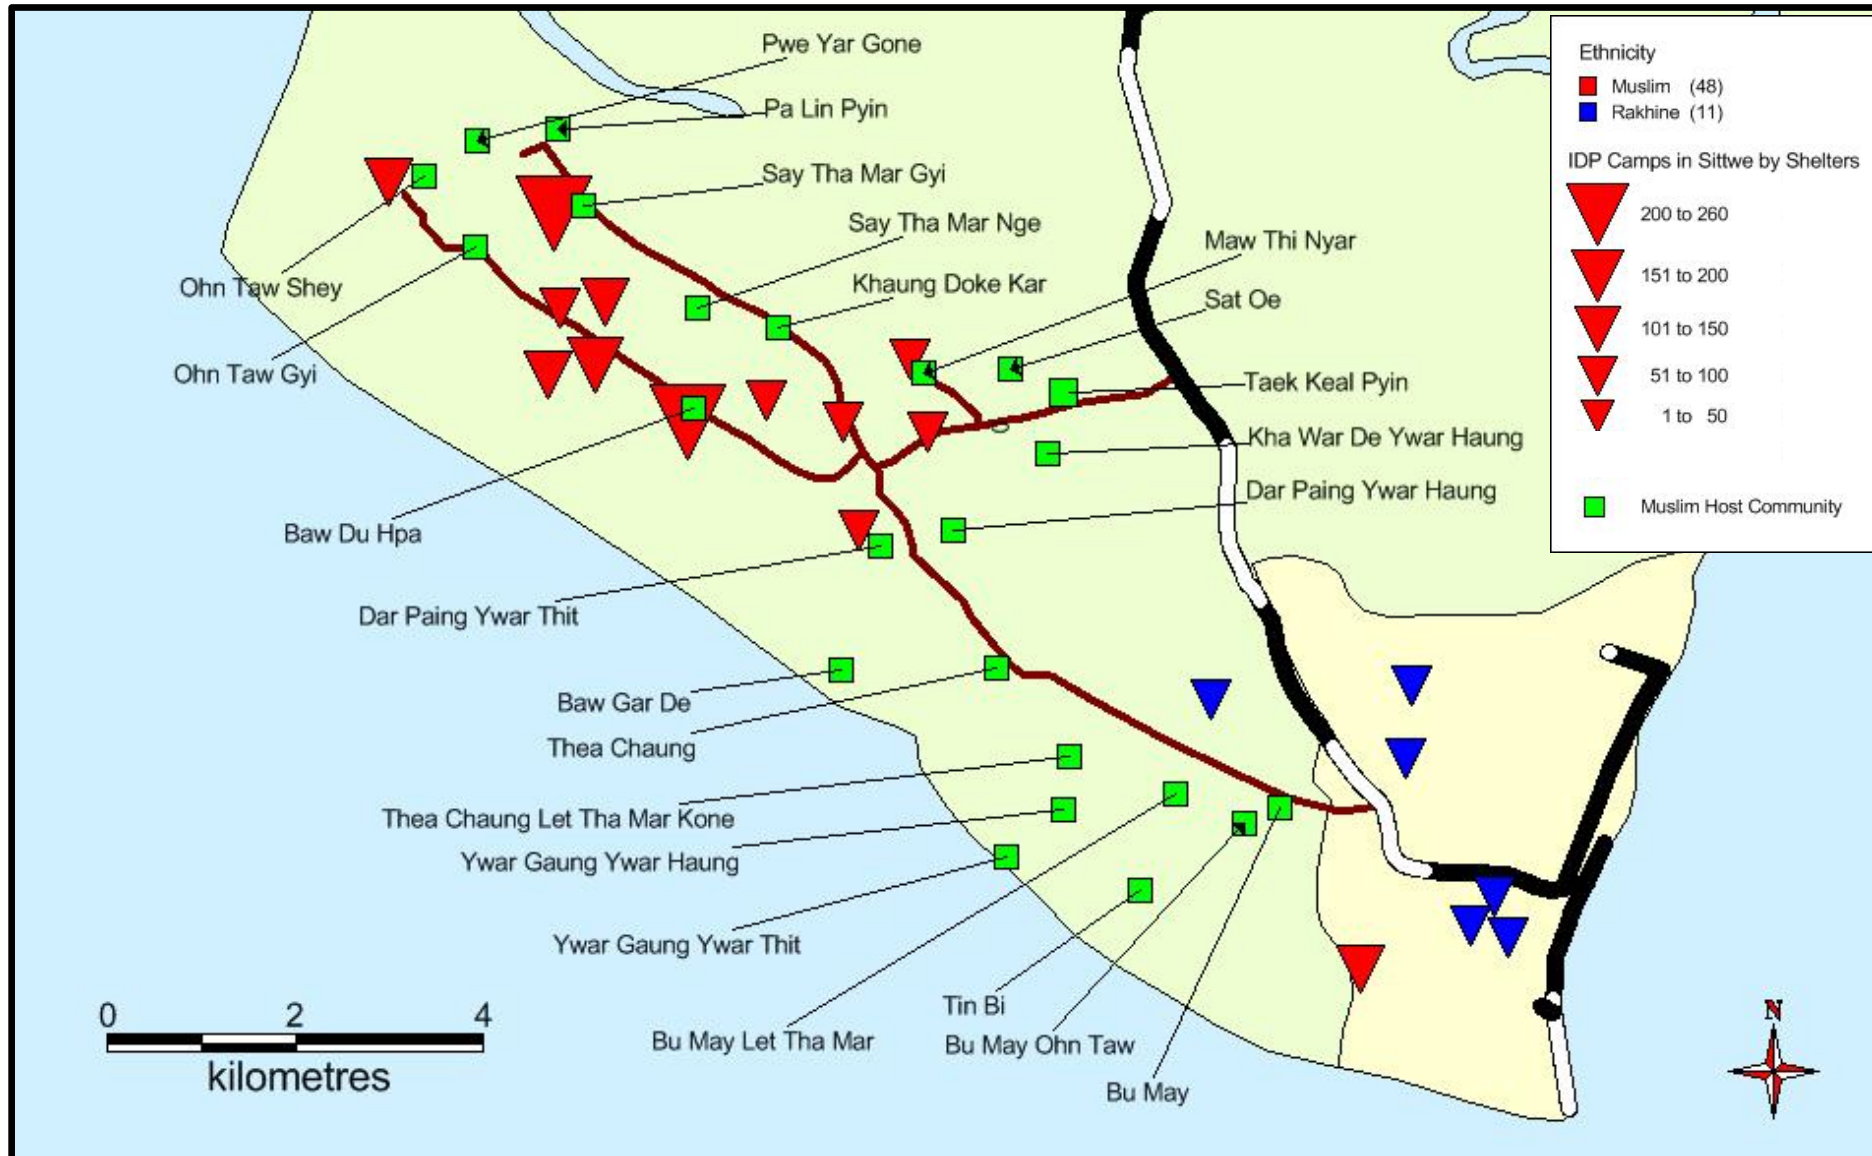 Pwe Yar Gone
Pa Lin Pyin
Say Tha Mar Gyi
Say Tha Mar Nge
Maw Thi Nyar
Khaung Doke Kar
Sat Oe
Ohn Taw Shey
Ohn Taw Gyi
Taek Keal Pyin
Kha War De Ywar Haung
Dar Paing Ywar Haung
Baw Du Hpa
Dar Paing Ywar Thit
Baw Gar De
Thea Chaung
Thea Chaung Let Tha Mar Kone
Ywar Gaung Ywar Haung
Ywar Gaung Ywar Thit
Tin Bi
Bu May Let Tha Mar
Bu May Ohn Taw
Bu May
Ethnicity
Muslim (48)
Rakhine (11)
IDP Camps in Sittwe by Shelters
200 to 260
151 to 200
101 to 150
51 to 100
1 to 50
Muslim Host Community
0 2 4
kilometres
N